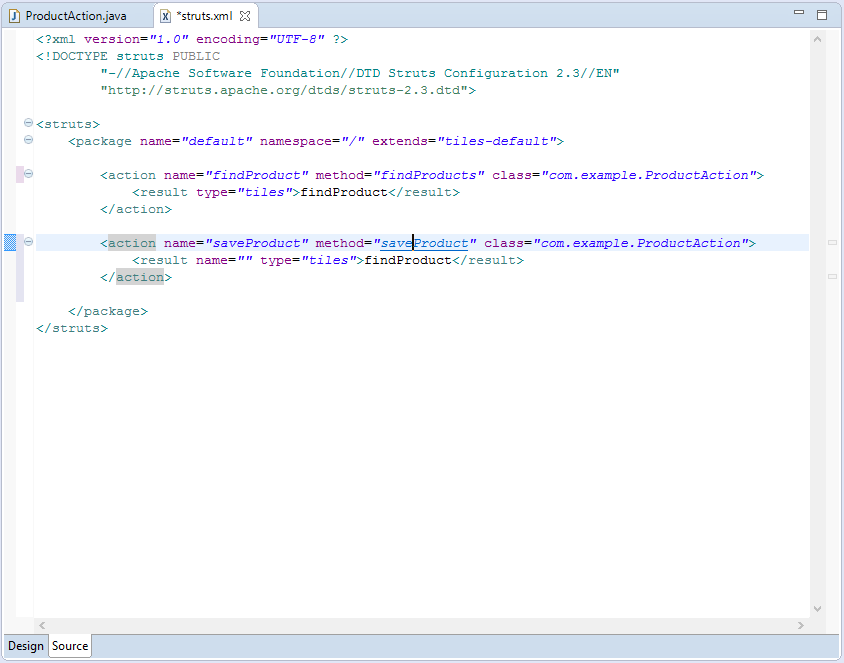 ProductAction.java *struts.xml
<?xml version="1.0" encoding="UTF-8" ?>
<!DOCTYPE struts PUBLIC
"-//Apache Software Foundation//DTD Struts Configuration 2.3//EN"
"http://struts.apache.org/dtds/struts-2.3.dtd">
<struts>
<package name="default" namespace="/" extends="tiles-default">
<action name="findProduct" method="findProducts" class="com.example.ProductAction">
<result type="tiles">findProduct</result>
</action>
<action name="saveProduct" method="saveProduct" class="com.example.ProductAction">
<result name="" type="tiles">findProduct</result>
</action>
</package>
</struts>
Design Source